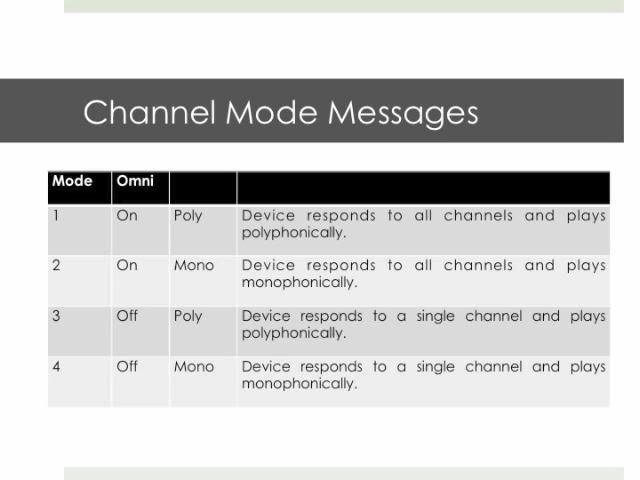 Channel Mode Messages
Mode Omni
1 On Poly Device responds to all channels and plays
polyphonically.
2 On Mono Device responds to all channels and plays
monophonically.
3 Off Poly Device responds to a single channel and plays
polyphonically.
4 Off Mono Device responds to a single channel and plays
monophonically.